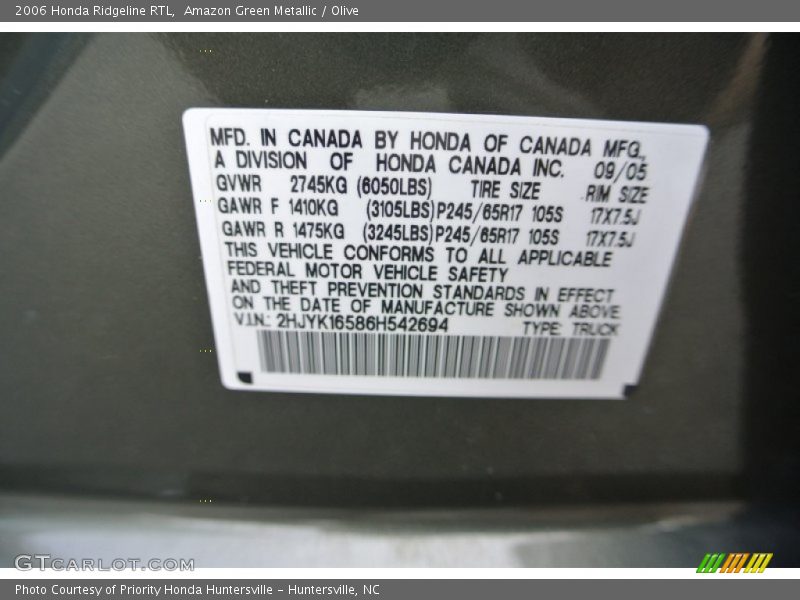 2006 Honda Ridgeline RTL,  Amazon Green Metallic / Olive
MFD. IN CANADA BY HONDA OF CANADA MFG.,
A DIVISION OF HONDA CANADA INC. 09/05
GVWR 2745KG (6050LBS) TIRE SIZE RIM SIZE
GAWR F 1410KG (3105LBS) P245/65R17 105S 17X7.5J
GAWR R 1475KG (3245LBS) P245/65R17 105S 17X7.5J
THIS VEHICLE CONFORMS TO ALL APPLICABLE
FEDERAL MOTOR VEHICLE SAFETY
AND THEFT PREVENTION STANDARDS IN EFFECT
ON THE DATE OF MANUFACTURE SHOWN ABOVE.
V.I.N.: 2HJYK16586H542694 TYPE: TRUCK
GTCARLOT.COM
Photo Courtesy of Priority Honda Huntersville – Huntersville, NC